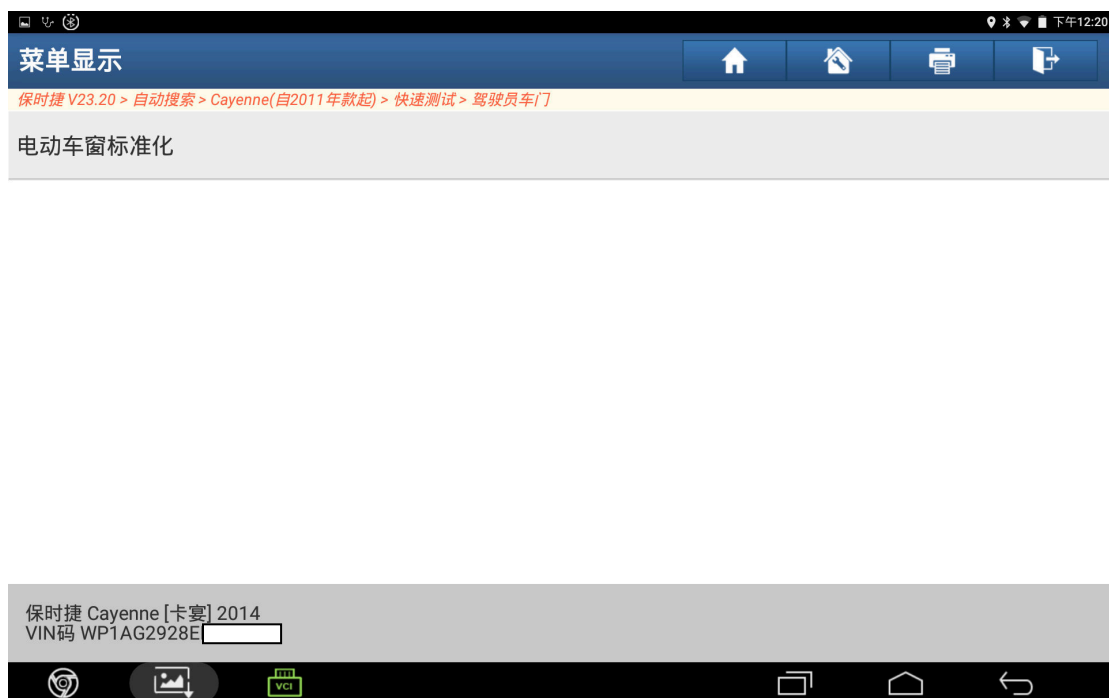 下午12:20
菜单显示
保时捷 V23.20 > 自动搜索 > Cayenne(自2011年款起) > 快速测试 > 驾驶员车门
电动车窗标准化
保时捷 Cayenne [卡宴] 2014
VIN码 WP1AG2928E
VCI